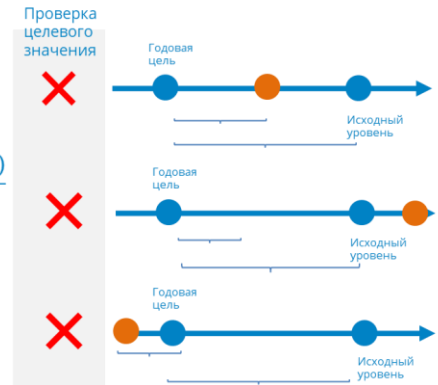 Проверка
целевого
значения
Годовая
цель
Исходный
уровень
)
Годовая
цель
Исходный
уровень
Годовая
цель
Исходный
уровень